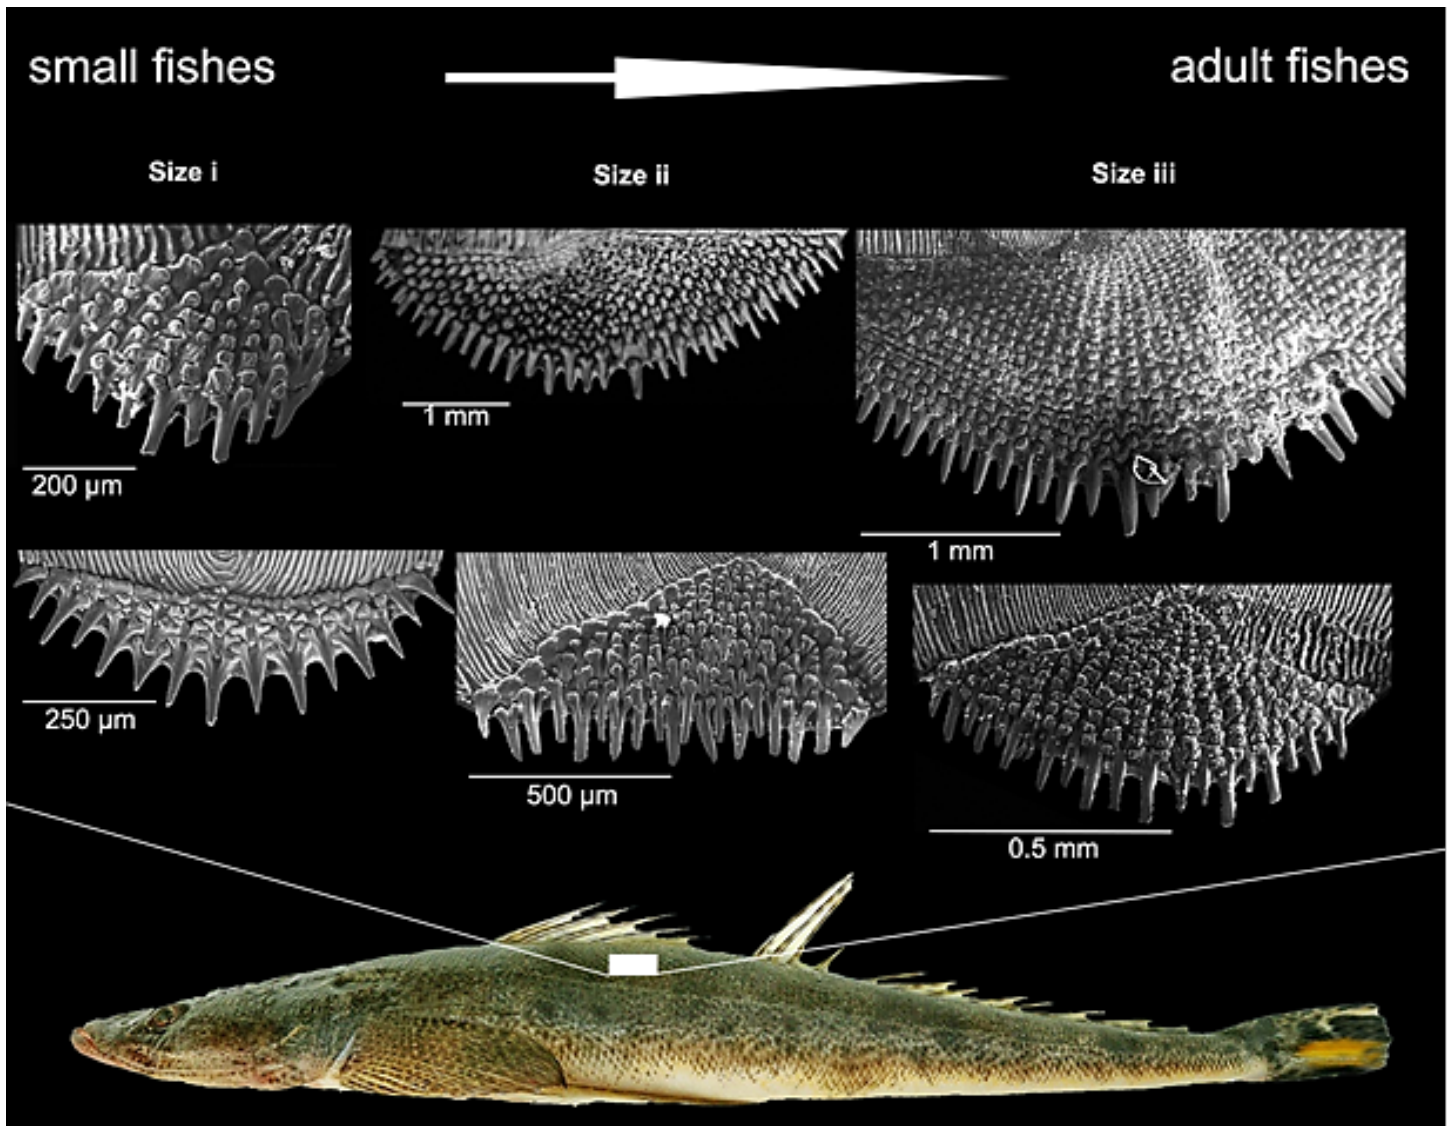 small fishes
adult fishes
Size i
Size ii
Size iii
200 µm
1 mm
1 mm
250 µm
500 µm
0.5 mm